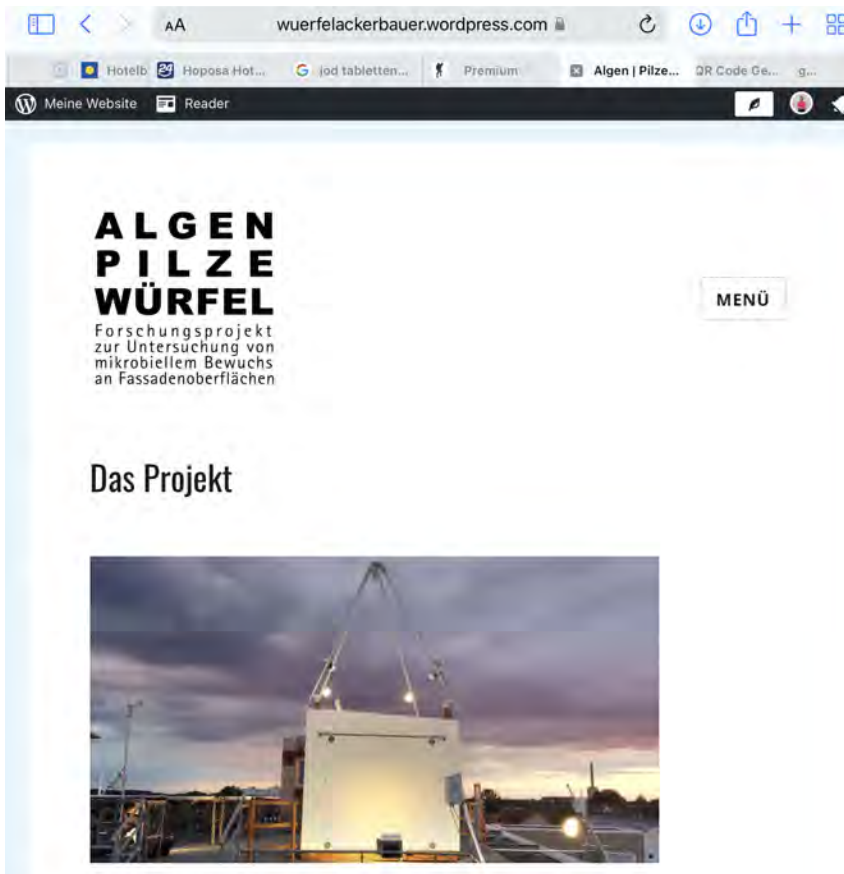 AA
wuerfelackerbauer.wordpress.com
Hotelb
Hoposa Hot...
jod tabletten...
Premium
Algen | Pilze...
QR Code Ge...
g...
Meine Website
Reader
ALGEN
PILZE
WÜRFEL
Forschungsprojekt
zur Untersuchung von
mikrobiellem Bewuchs
an Fassadenoberflächen
MENÜ
Das Projekt